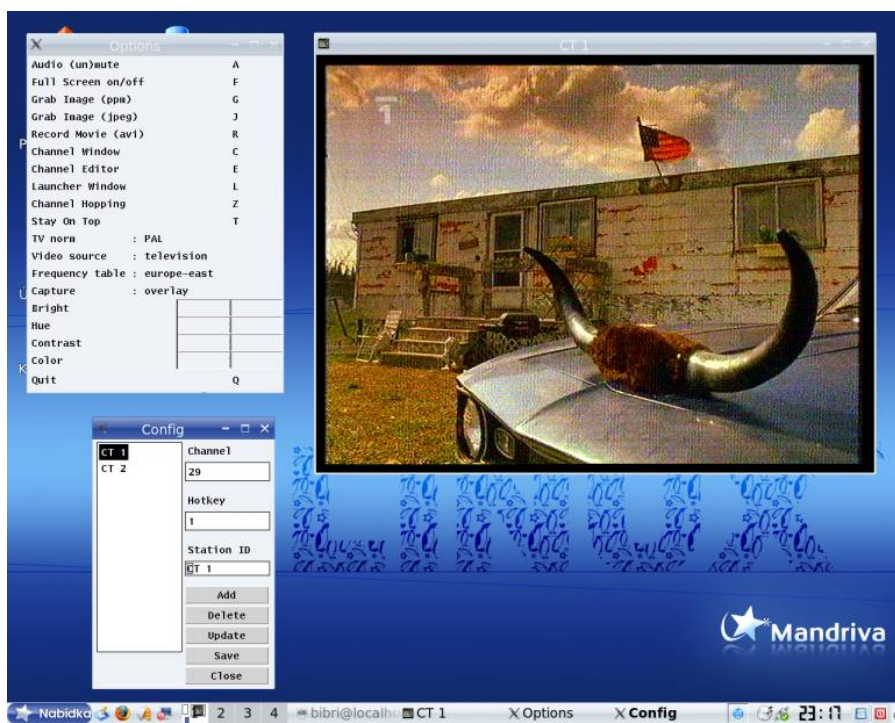 Options
Audio (un)mute A
Full Screen on/off F
Grab Image (ppm) G
Grab Image (jpeg) J
Record Movie (avi) R
Channel Window C
Channel Editor E
Launcher Window L
Channel Hopping Z
Stay On Top T
TV norm : PAL
Video source : television
Frequency table : europe-east
Capture : overlay
Bright
Hue
Contrast
Color
Quit Q
CT 1
Config
CT 1
CT 2
Channel
29
Hotkey
1
Station ID
CT 1
Add
Delete
Update
Save
Close
LINUX
Mandriva
Nabídka 2 3 4 bibri@localh CT 1 Options Config 23:17